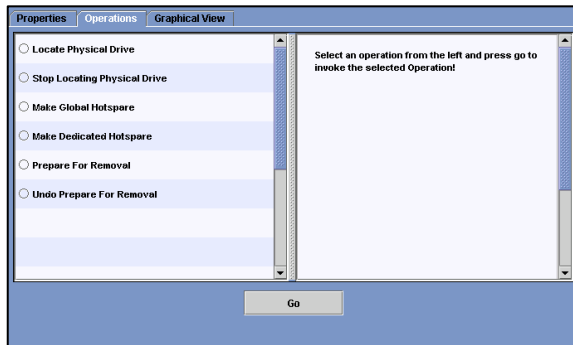 Properties Operations Graphical View
Locate Physical Drive
Stop Locating Physical Drive
Make Global Hotspare
Make Dedicated Hotspare
Prepare For Removal
Undo Prepare For Removal
Select an operation from the left and press go to
invoke the selected Operation!
Go